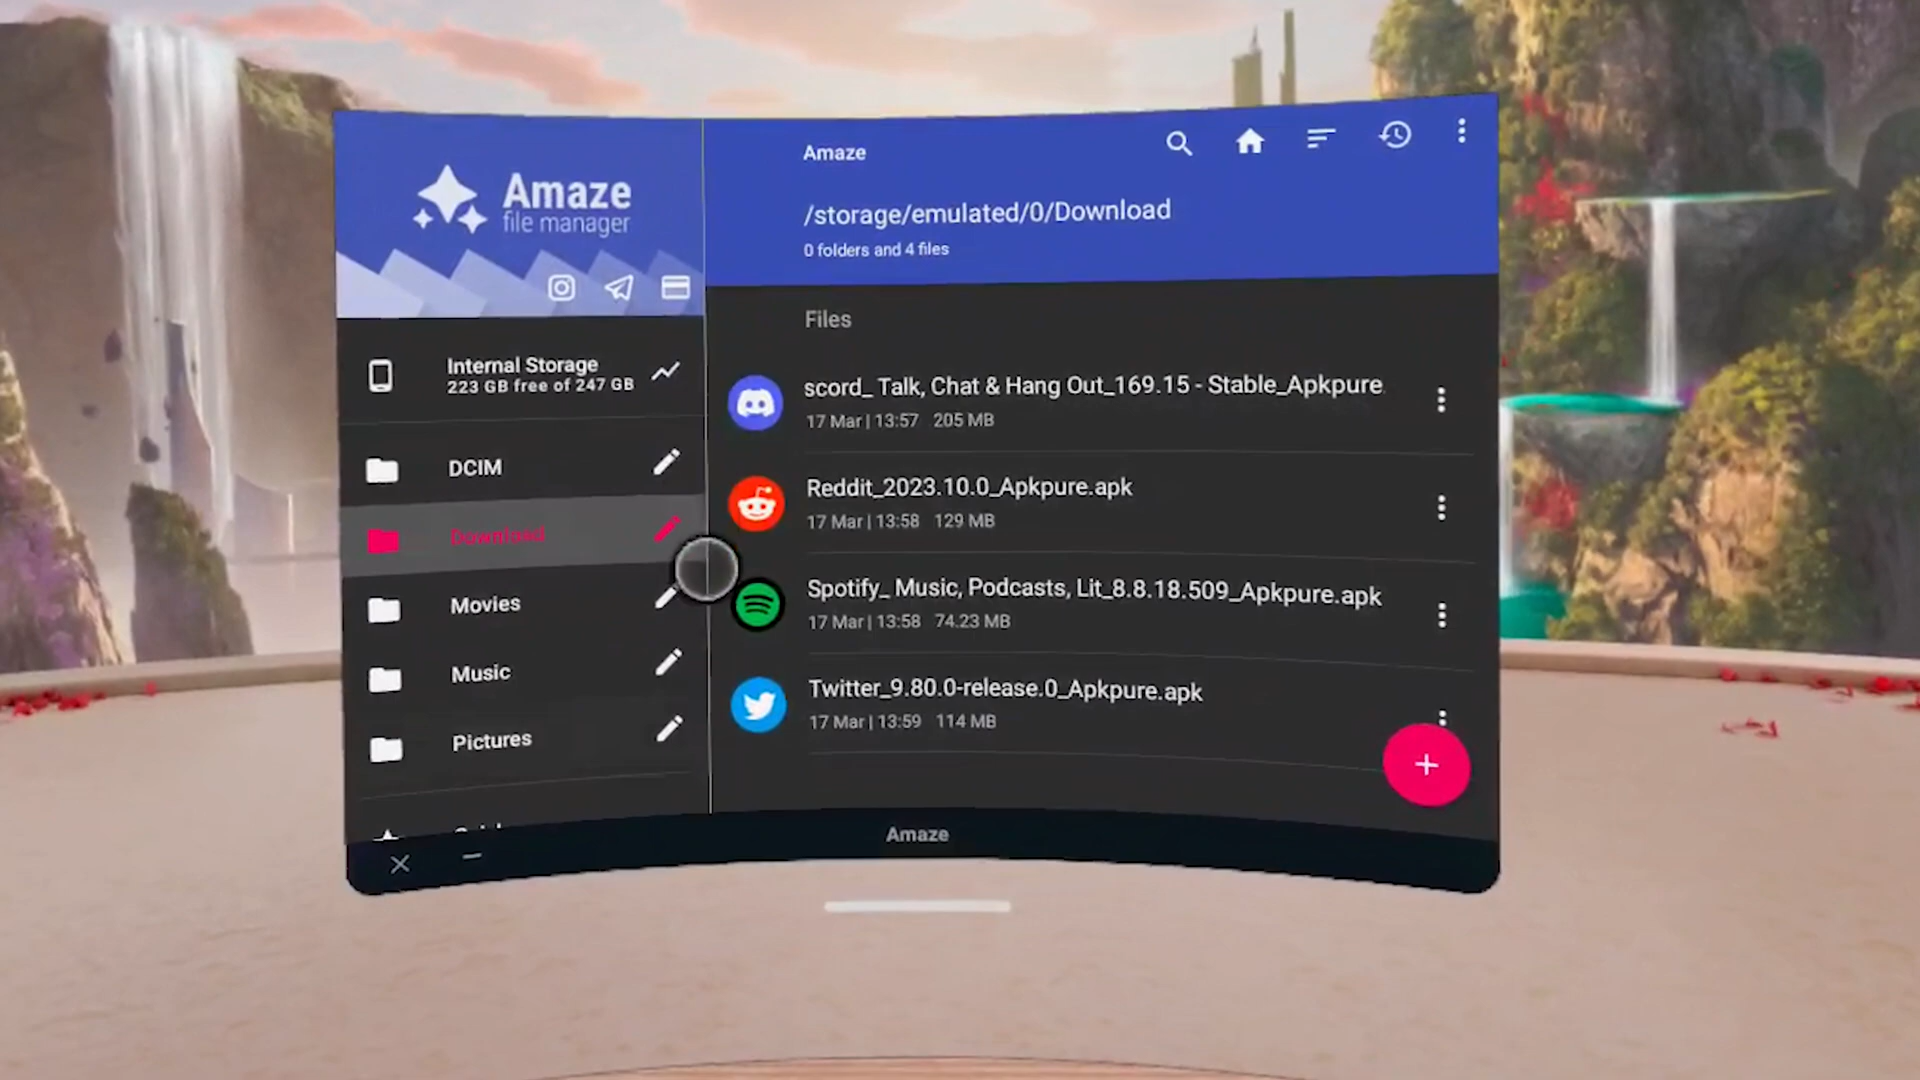 Amaze
file manager
Internal Storage
223 GB free of 247 GB
DCIM
Download
Movies
Music
Pictures
Amaze
/storage/emulated/0/Download
0 folders and 4 files
Files
scord_ Talk, Chat & Hang Out_169.15 - Stable_Apkpure.
17 Mar | 13:57 205 MB
Reddit_2023.10.0_Apkpure.apk
17 Mar | 13:58 129 MB
Spotify_ Music, Podcasts, Lit_8.8.18.509_Apkpure.apk
17 Mar | 13:58 74.23 MB
Twitter_9.80.0-release.0_Apkpure.apk
17 Mar | 13:59 114 MB
Amaze